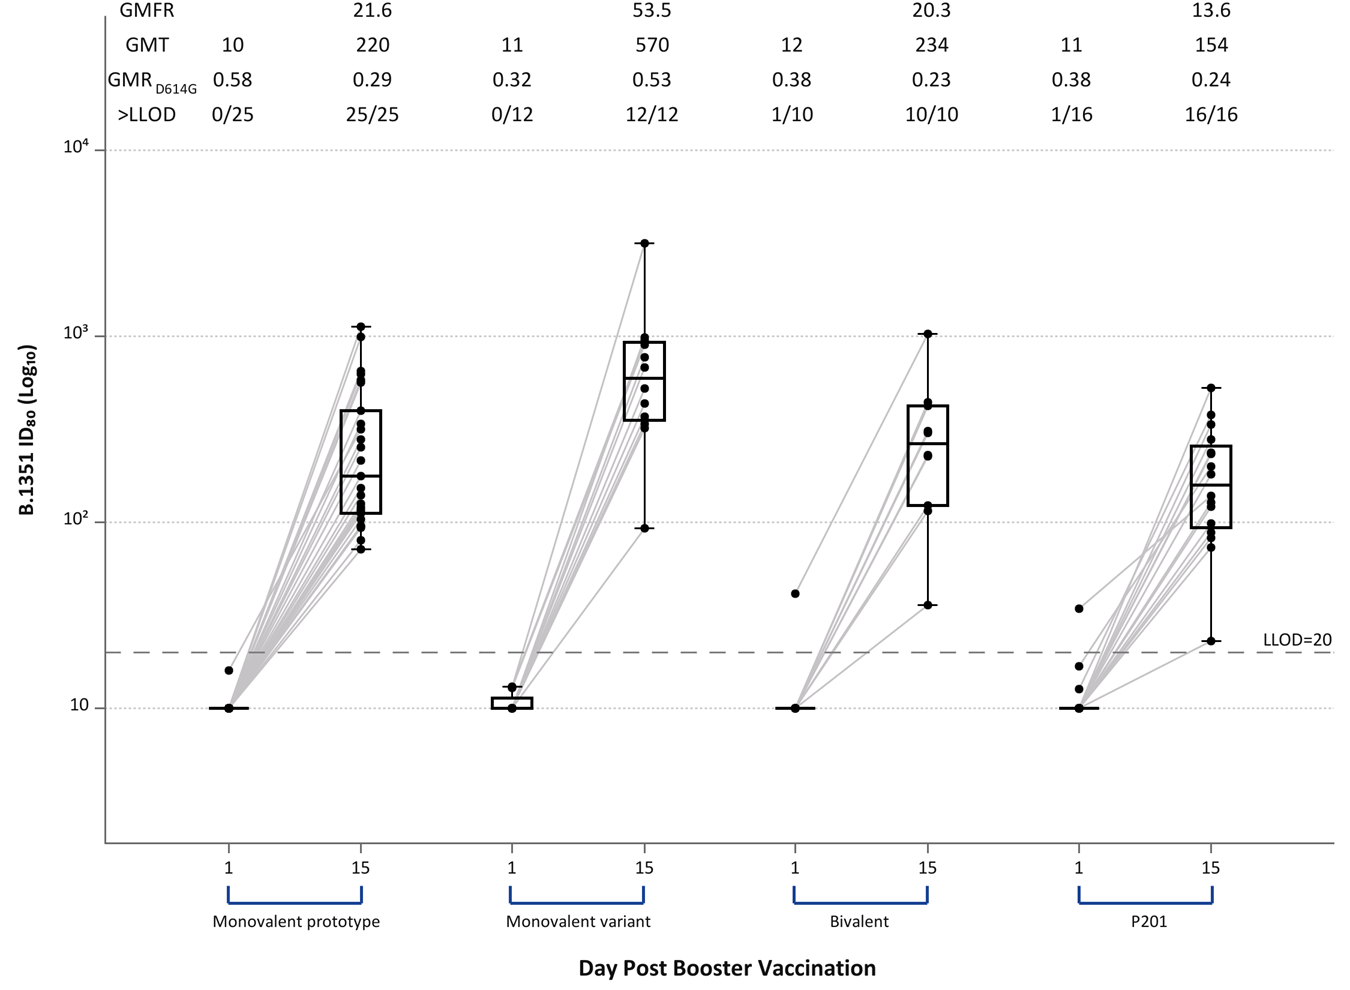 GMFR 21.6 53.5 20.3 13.6
GMT 10 220 11 570 12 234 11 154
GMR D614G 0.58 0.29 0.32 0.53 0.38 0.23 0.38 0.24
>LLOD 0/25 25/25 0/12 12/12 1/10 10/10 1/16 16/16
10⁴
10³
10²
LLOD=20
10
B.1351 ID₈₀ (Log₁₀)
1 15 1 15 1 15 1 15
Monovalent prototype Monovalent variant Bivalent P201
Day Post Booster Vaccination